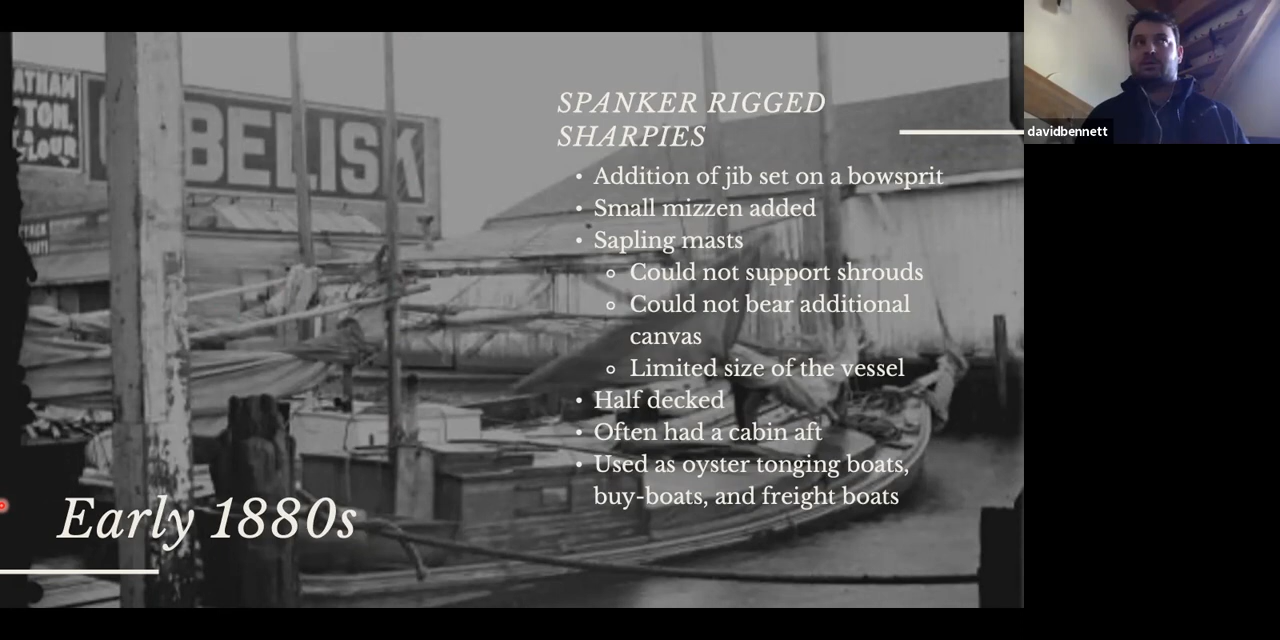 TON.
LOUR
BELISK
SPANKER RIGGED
SHARPIES
davidbennett
• Addition of jib set on a bowsprit
• Small mizzen added
• Sapling masts
◦ Could not support shrouds
◦ Could not bear additional
canvas
◦ Limited size of the vessel
• Half decked
• Often had a cabin aft
• Used as oyster tonging boats,
buy-boats, and freight boats
Early 1880s